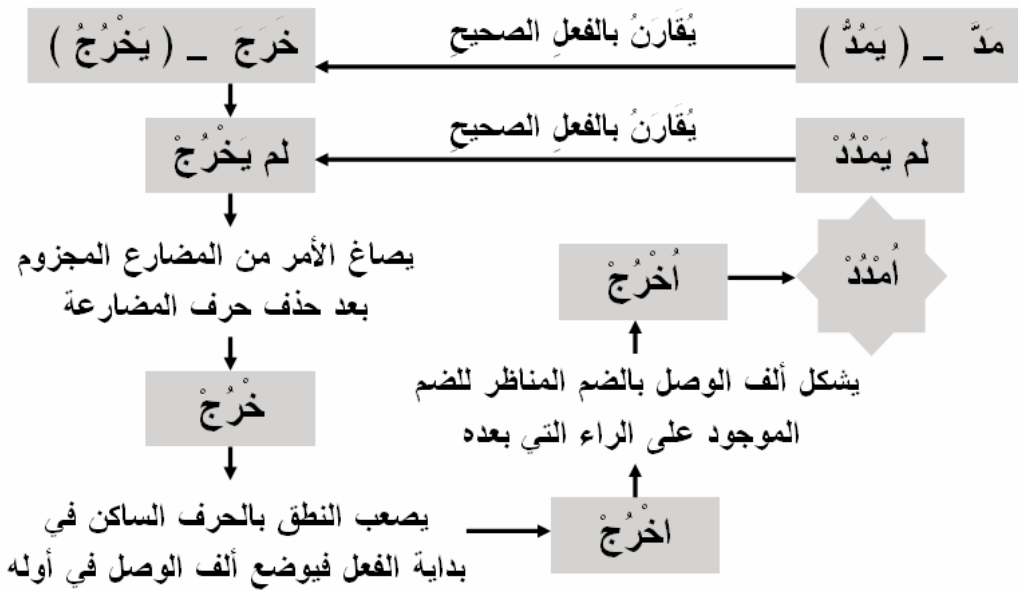 مَدَّ _ ( يَمُدُّ )
يُقَارَنُ بالفعلِ الصحيحِ
خَرَجَ _ ( يَخْرُجُ )
لم يَمْدُدْ
يُقَارَنُ بالفعلِ الصحيحِ
لم يَخْرُجْ
يصاغ الأمر من المضارع المجزوم
بعد حذف حرف المضارعة
خْرُجْ
يصعب النطق بالحرف الساكن في
بداية الفعل فيوضع ألف الوصل في أوله
اخْرُجْ
يشكل ألف الوصل بالضم المناظر للضم
الموجود على الراء التي بعده
اُخْرُجْ
اُمْدُدْ